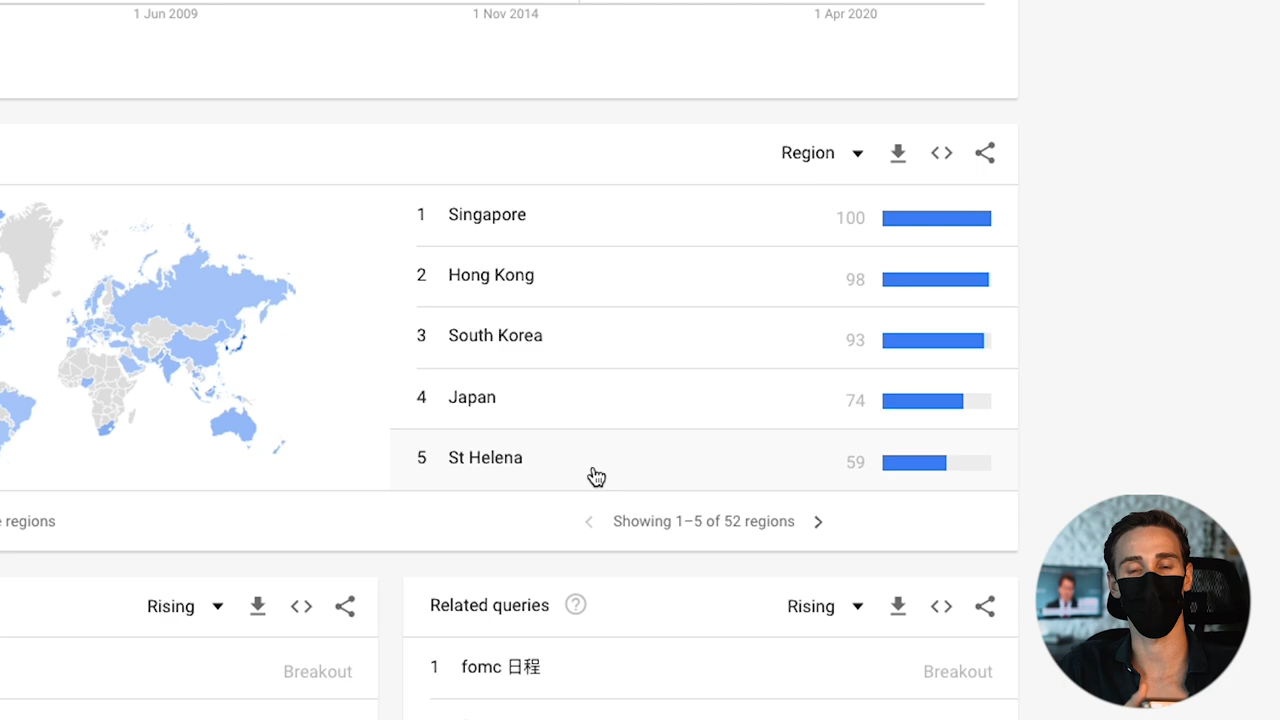 1 Jun 2009 1 Nov 2014 1 Apr 2020
Region
1 Singapore 100
2 Hong Kong 98
3 South Korea 93
4 Japan 74
5 St Helena 59
regions
Showing 1–5 of 52 regions
Rising
Related queries ?
Rising
Breakout
1 fomc 日程 Breakout